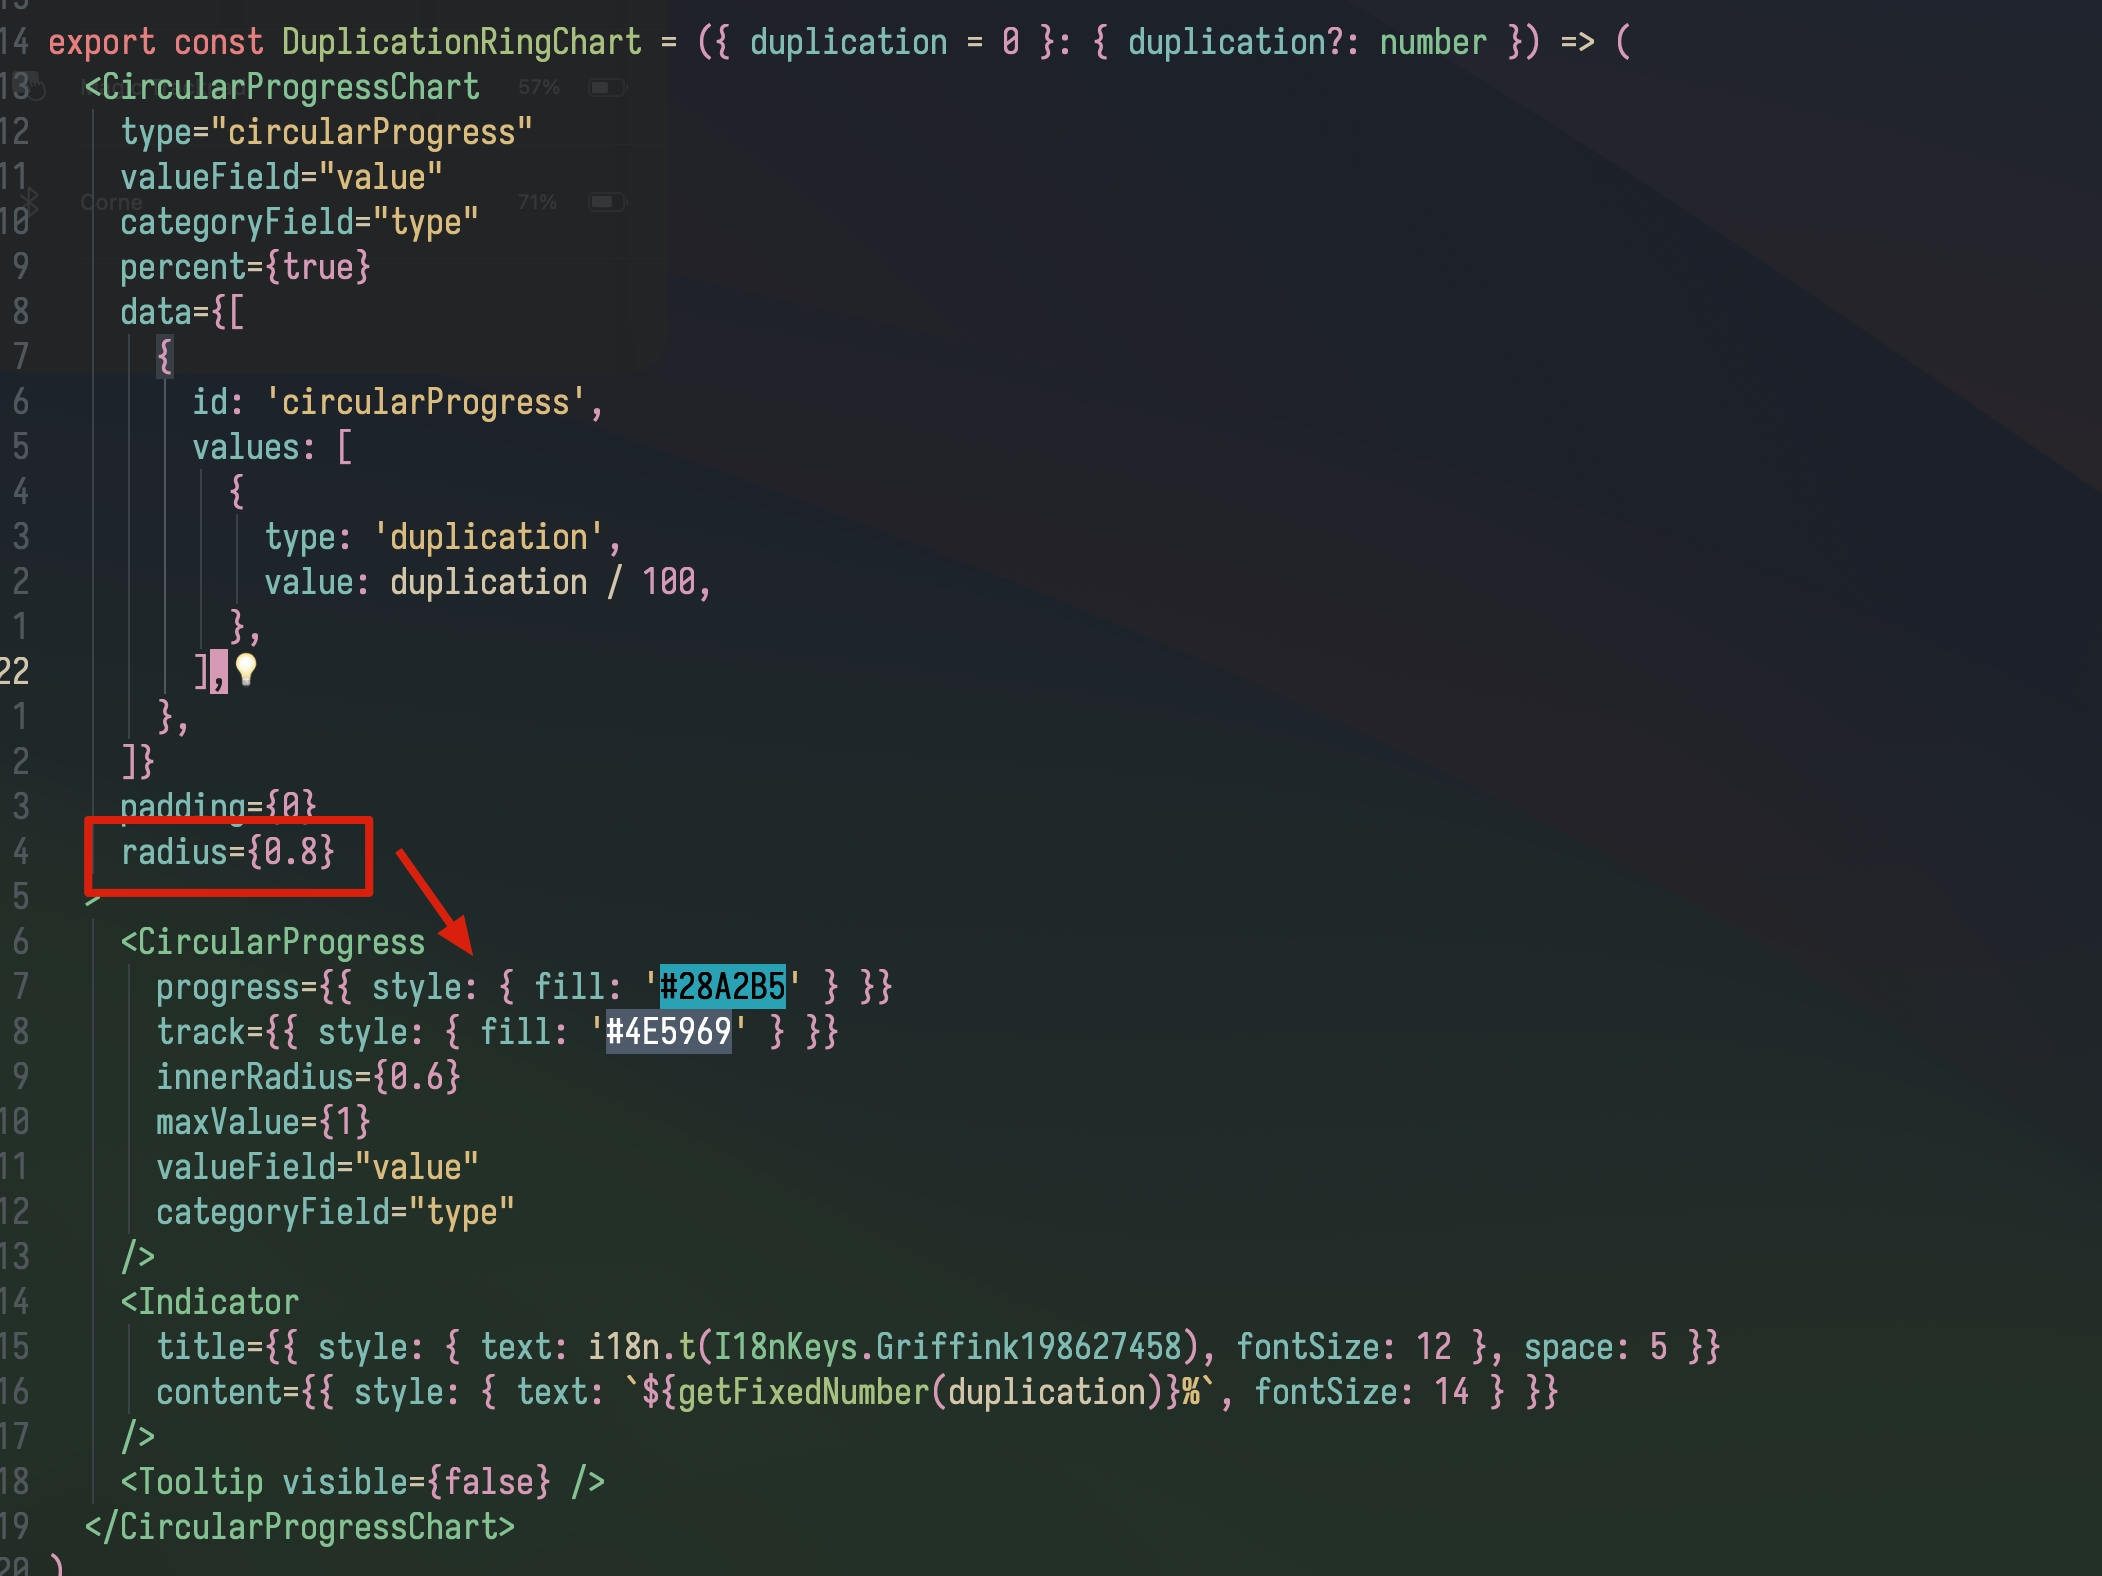 14 export const DuplicationRingChart = ({ duplication = 0 }: { duplication?: number }) => (
13 <CircularProgressChart
57%
12 type="circularProgress"
11 valueField="value"
Corne 71%
10 categoryField="type"
9 percent={true}
8 data={[
7 {
6 id: 'circularProgress',
5 values: [
4 {
3 type: 'duplication',
2 value: duplication / 100,
1 },
22 ],
1 },
2 ]}
3 padding={0}
4 radius={0.8}
5 >
6 <CircularProgress
7 progress={{ style: { fill: '#28A2B5' } }}
8 track={{ style: { fill: '#4E5969' } }}
9 innerRadius={0.6}
10 maxValue={1}
11 valueField="value"
12 categoryField="type"
13 />
14 <Indicator
15 title={{ style: { text: i18n.t(I18nKeys.Griffink198627458), fontSize: 12 }, space: 5 }}
16 content={{ style: { text: `${getFixedNumber(duplication)}%`, fontSize: 14 } }}
17 />
18 <Tooltip visible={false} />
19 </CircularProgressChart>
20 )